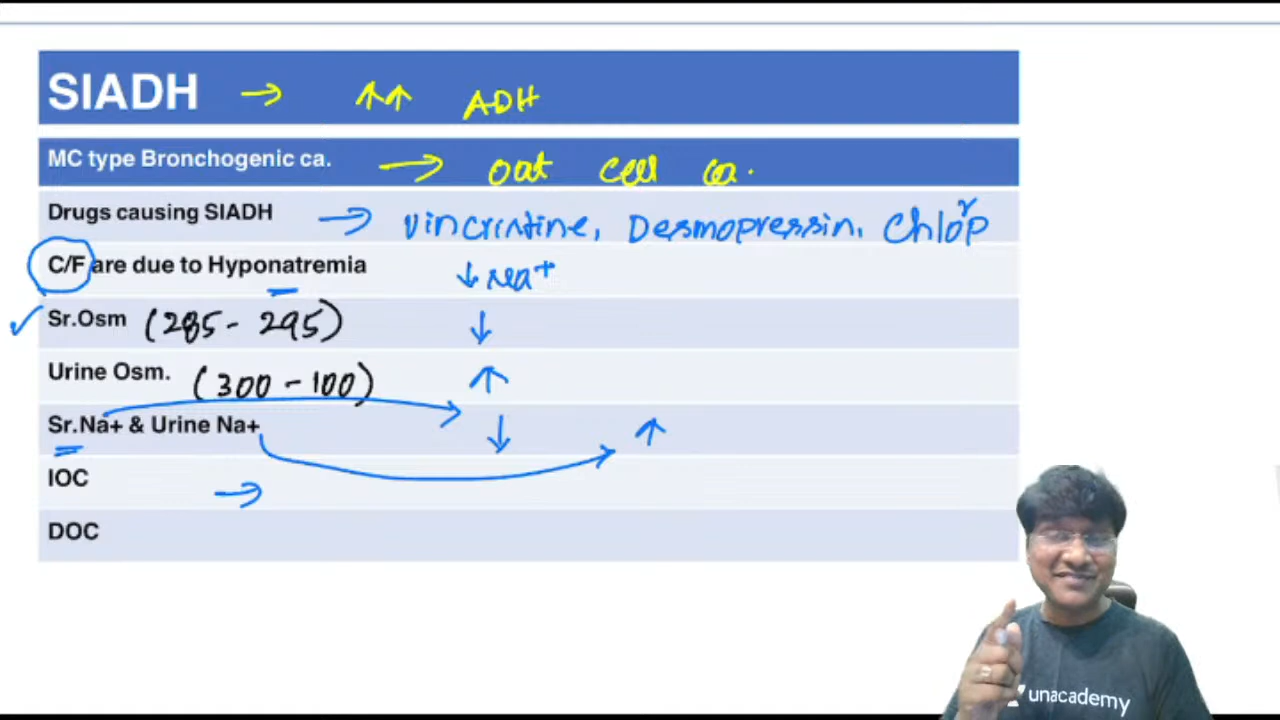 SIADH → ↑↑ ADH
MC type Bronchogenic ca. → oat cell ca.
Drugs causing SIADH → Vincristine, Desmopressin, Chlorp
C/F are due to Hyponatremia ↓ Na+
Sr.Osm (285 - 295) ↓
Urine Osm. (300 - 100) ↑
Sr.Na+ & Urine Na+ ↓ ↑
IOC →
DOC
unacademy